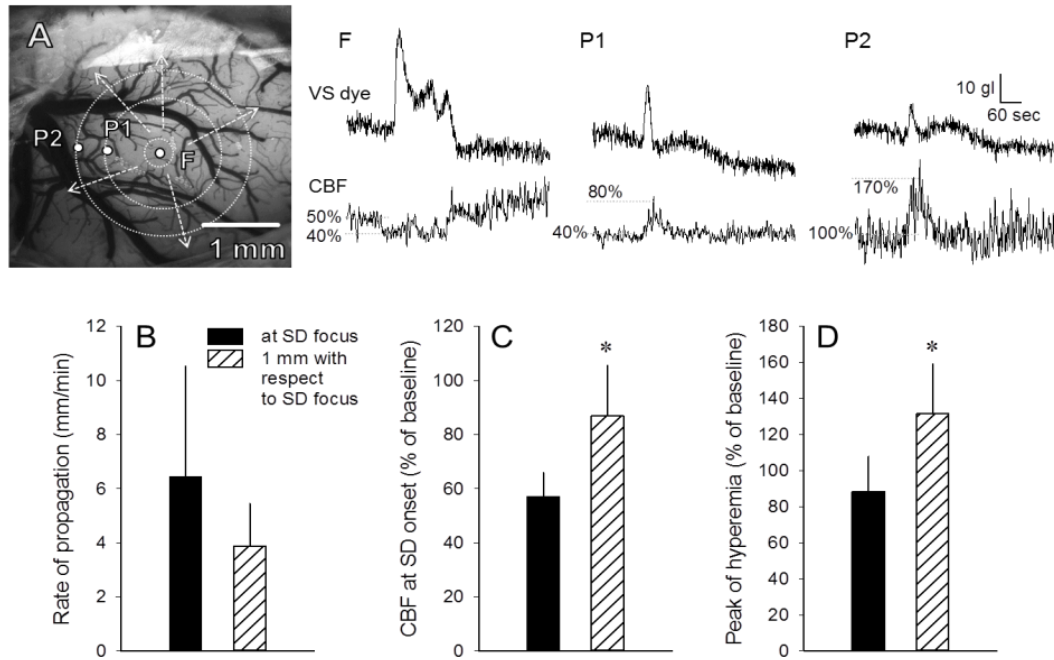 A
P2
P1
F
1 mm
F
P1
P2
VS dye
10 gl
60 sec
CBF
50%
40%
80%
40%
170%
100%
B
at SD focus
1 mm with
respect
to SD focus
Rate of propagation (mm/min)
12
10
8
6
4
2
0
C
*
CBF at SD onset (% of baseline)
120
100
80
60
40
20
0
D
*
Peak of hyperemia (% of baseline)
180
160
140
120
100
80
60
40
20
0